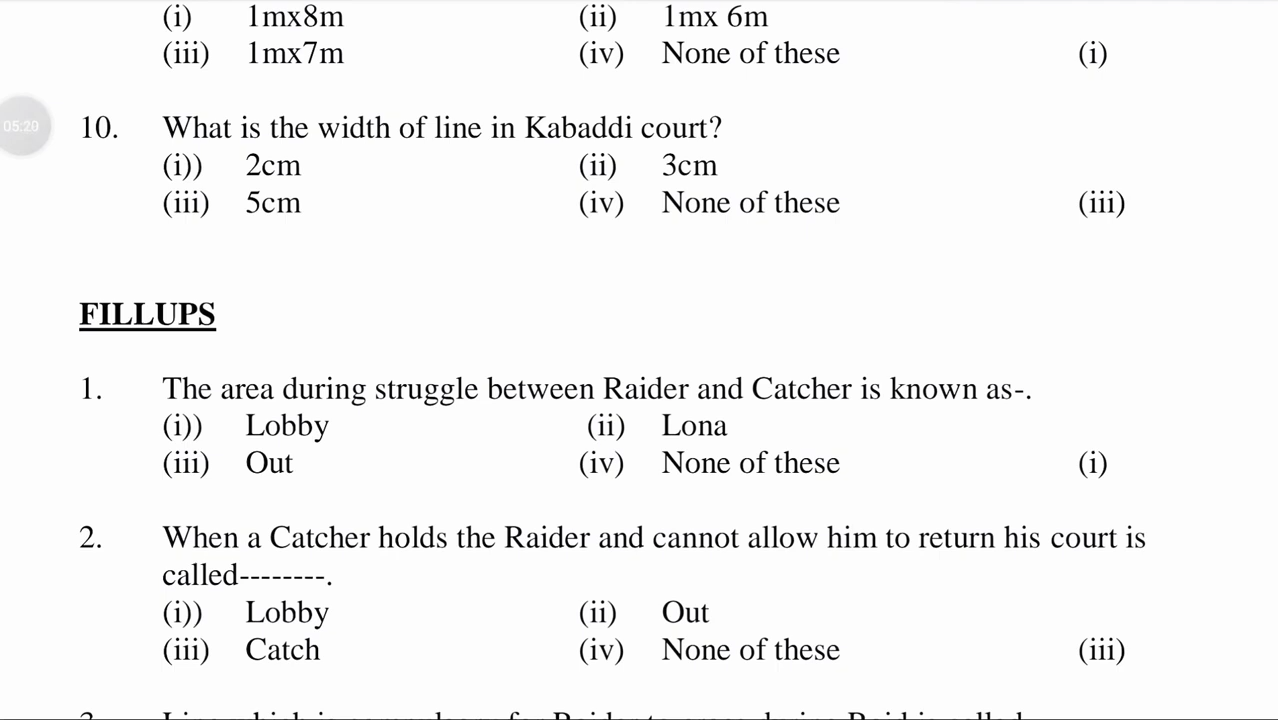 (i) 1mx8m (ii) 1mx 6m
(iii) 1mx7m (iv) None of these (i)
05:20
10. What is the width of line in Kabaddi court?
(i)) 2cm (ii) 3cm
(iii) 5cm (iv) None of these (iii)
FILLUPS
1. The area during struggle between Raider and Catcher is known as-.
(i)) Lobby (ii) Lona
(iii) Out (iv) None of these (i)
2. When a Catcher holds the Raider and cannot allow him to return his court is
called--------.
(i)) Lobby (ii) Out
(iii) Catch (iv) None of these (iii)